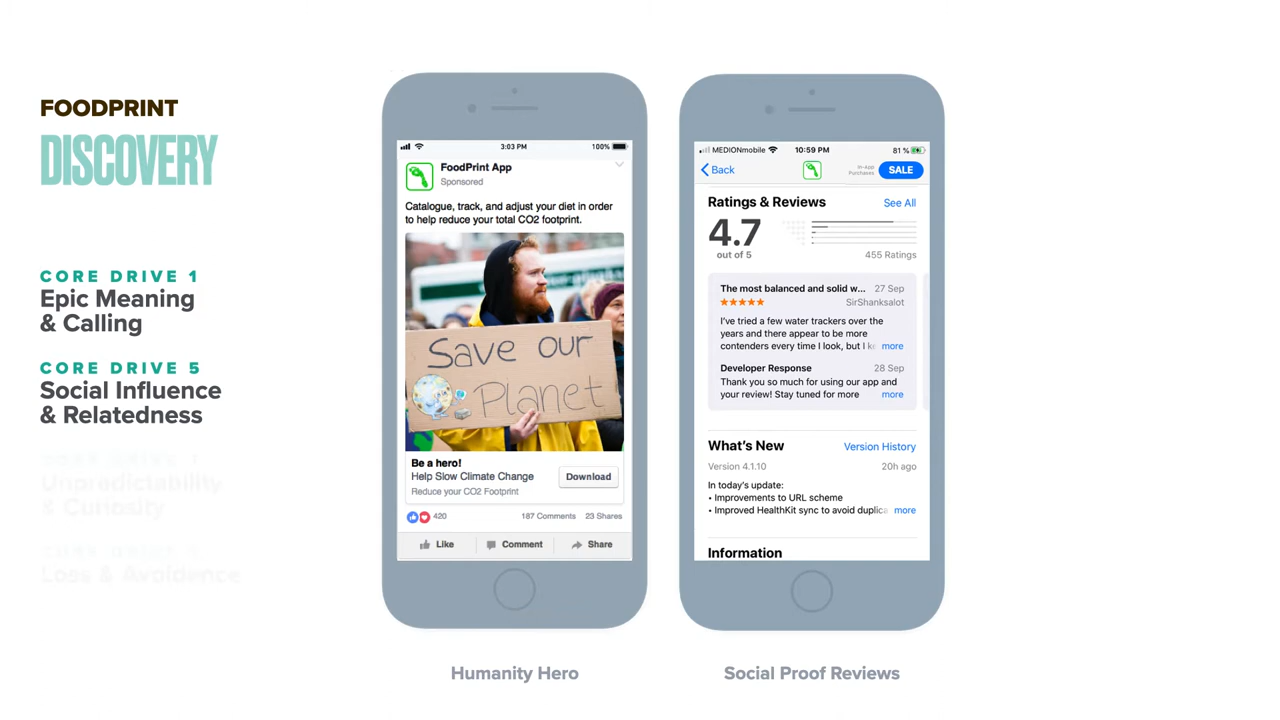 FOODPRINT
DISCOVERY
CORE DRIVE 1
Epic Meaning
& Calling
CORE DRIVE 5
Social Influence
& Relatedness
Unpredictability
& Curiosity
Loss & Avoidence
3:03 PM
100%
FoodPrint App
Sponsored
Catalogue, track, and adjust your diet in order
to help reduce your total CO2 footprint.
Save our
Planet
Be a hero!
Help Slow Climate Change
Reduce your CO2 Footprint
Download
420
187 Comments 23 Shares
Like Comment Share
Humanity Hero
MEDIONmobile 10:59 PM 81 %
Back
In-App
Purchases
SALE
Ratings & Reviews See All
4.7
out of 5
455 Ratings
The most balanced and solid w... 27 Sep
SirShanksalot
I've tried a few water trackers over the
years and there appear to be more
contenders every time I look, but I ke more
Developer Response 28 Sep
Thank you so much for using our app and
your review! Stay tuned for more more
What's New Version History
Version 4.1.10 20h ago
In today's update:
• Improvements to URL scheme
• Improved HealthKit sync to avoid duplica more
Information
Social Proof Reviews